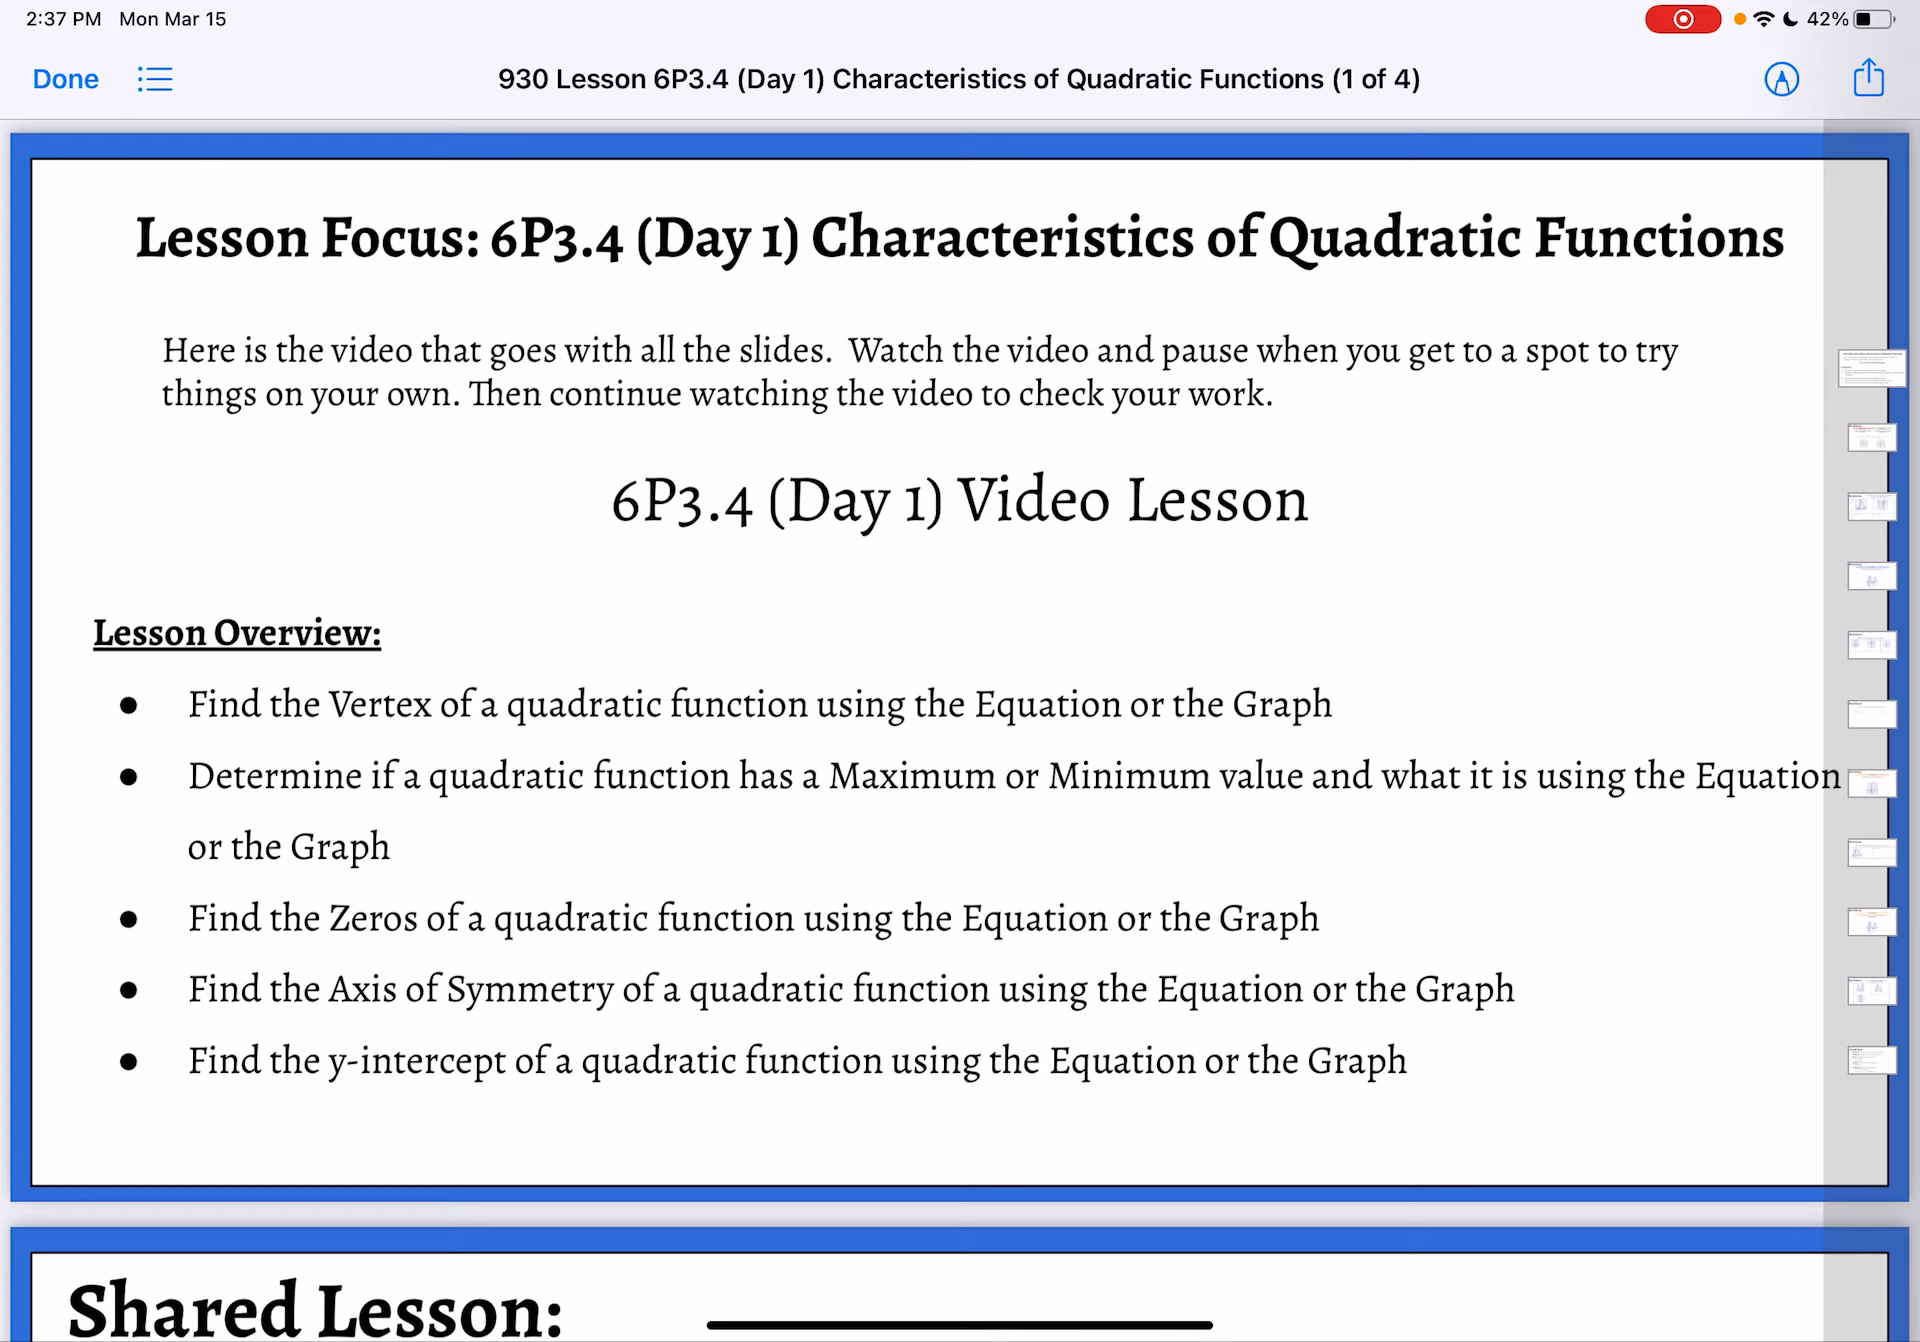 2:37 PM Mon Mar 15
42%
Done
930 Lesson 6P3.4 (Day 1) Characteristics of Quadratic Functions (1 of 4)
Lesson Focus: 6P3.4 (Day 1) Characteristics of Quadratic Functions
Here is the video that goes with all the slides. Watch the video and pause when you get to a spot to try
things on your own. Then continue watching the video to check your work.
6P3.4 (Day 1) Video Lesson
Lesson Overview:
● Find the Vertex of a quadratic function using the Equation or the Graph
● Determine if a quadratic function has a Maximum or Minimum value and what it is using the Equation
or the Graph
● Find the Zeros of a quadratic function using the Equation or the Graph
● Find the Axis of Symmetry of a quadratic function using the Equation or the Graph
● Find the y-intercept of a quadratic function using the Equation or the Graph
Shared Lesson: